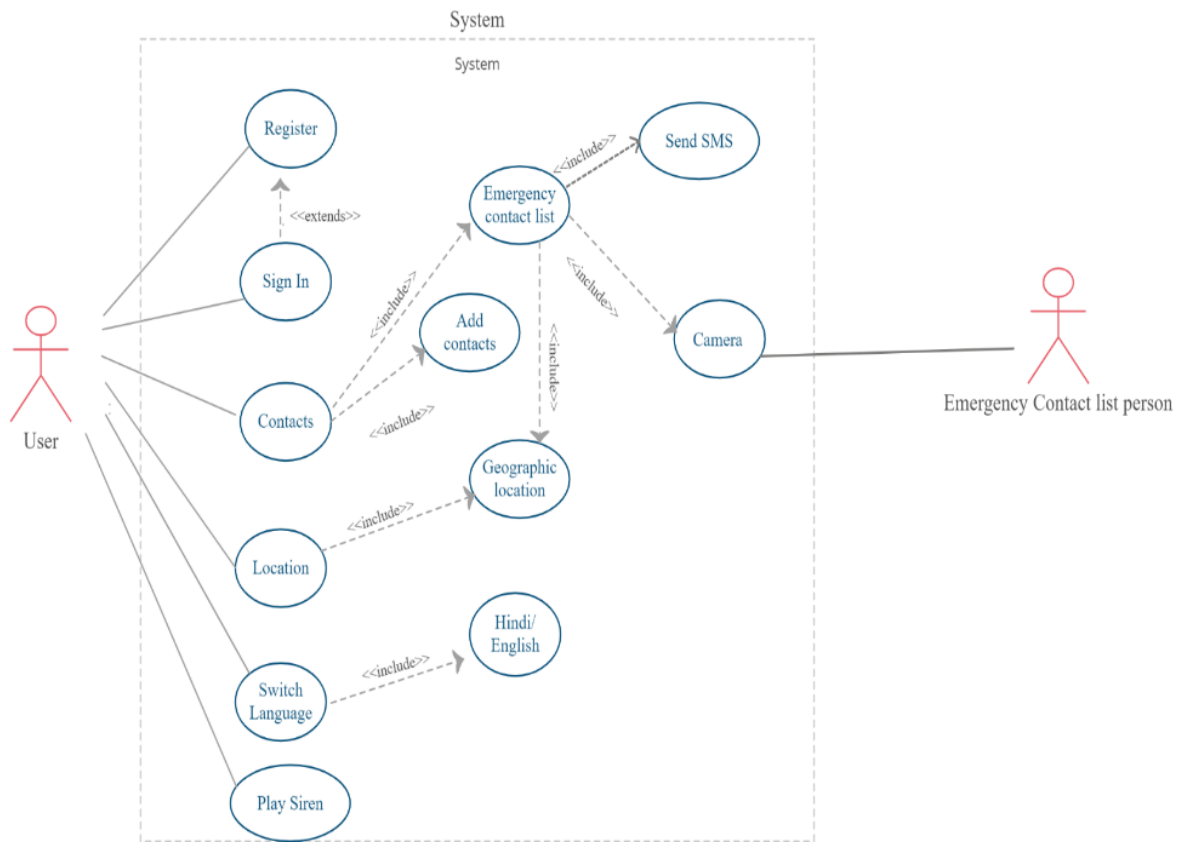 System
System
Register
<<extends>>
Sign In
Emergency
contact list
<<include>>
Send SMS
<<include>>
Add
contacts
<<include>>
<<include>>
<<include>>
Camera
Contacts
User
Emergency Contact list person
Geographic
location
<<include>>
Location
Hindi/
English
<<include>>
Switch
Language
Play Siren